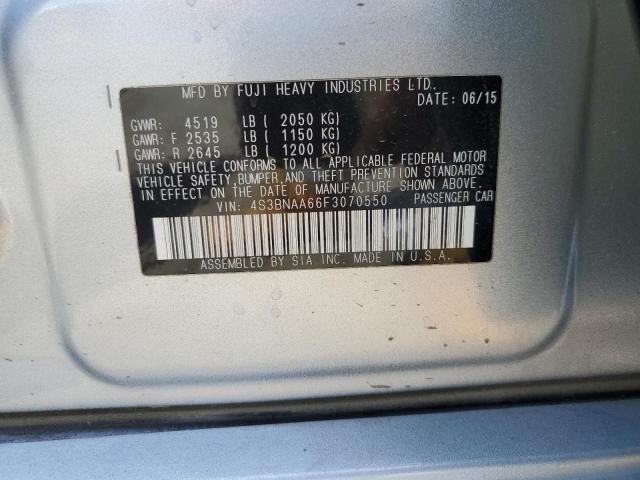 MFD BY FUJI HEAVY INDUSTRIES LTD.
DATE: 06/15
GVWR: 4519 LB ( 2050 KG)
GAWR: F 2535 LB ( 1150 KG)
GAWR: R 2645 LB ( 1200 KG)
THIS VEHICLE CONFORMS TO ALL APPLICABLE FEDERAL MOTOR
VEHICLE SAFETY, BUMPER, AND THEFT PREVENTION STANDARDS
IN EFFECT ON THE DATE OF MANUFACTURE SHOWN ABOVE.
VIN: 4S3BNAA66F3070550 PASSENGER CAR
ASSEMBLED BY SIA INC. MADE IN U.S.A.